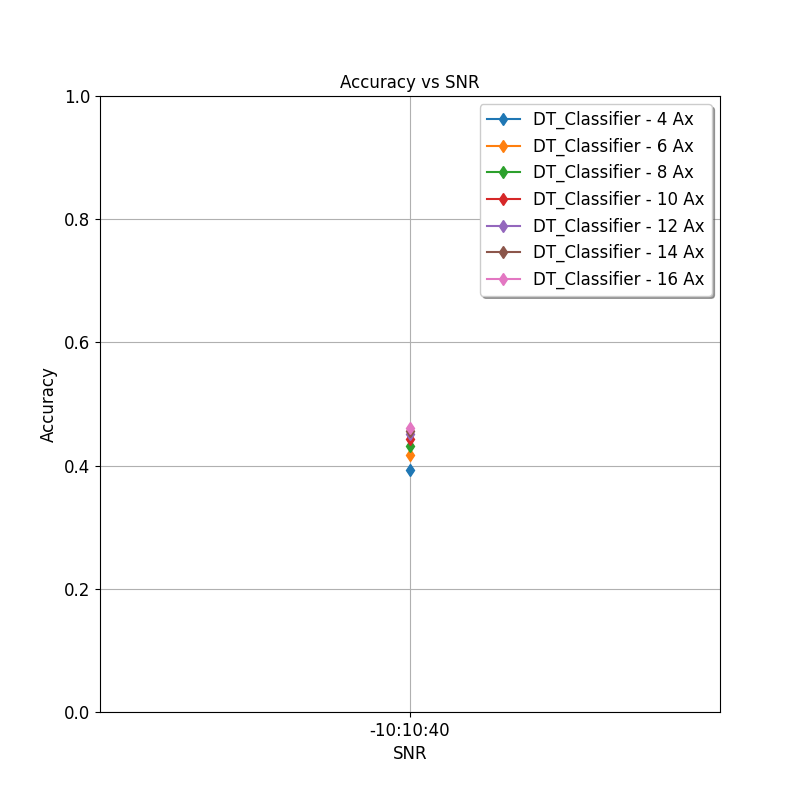 Accuracy vs SNR
1.0
0.8
0.6
0.4
0.2
0.0
Accuracy
DT_Classifier - 4 Ax
DT_Classifier - 6 Ax
DT_Classifier - 8 Ax
DT_Classifier - 10 Ax
DT_Classifier - 12 Ax
DT_Classifier - 14 Ax
DT_Classifier - 16 Ax
-10:10:40
SNR